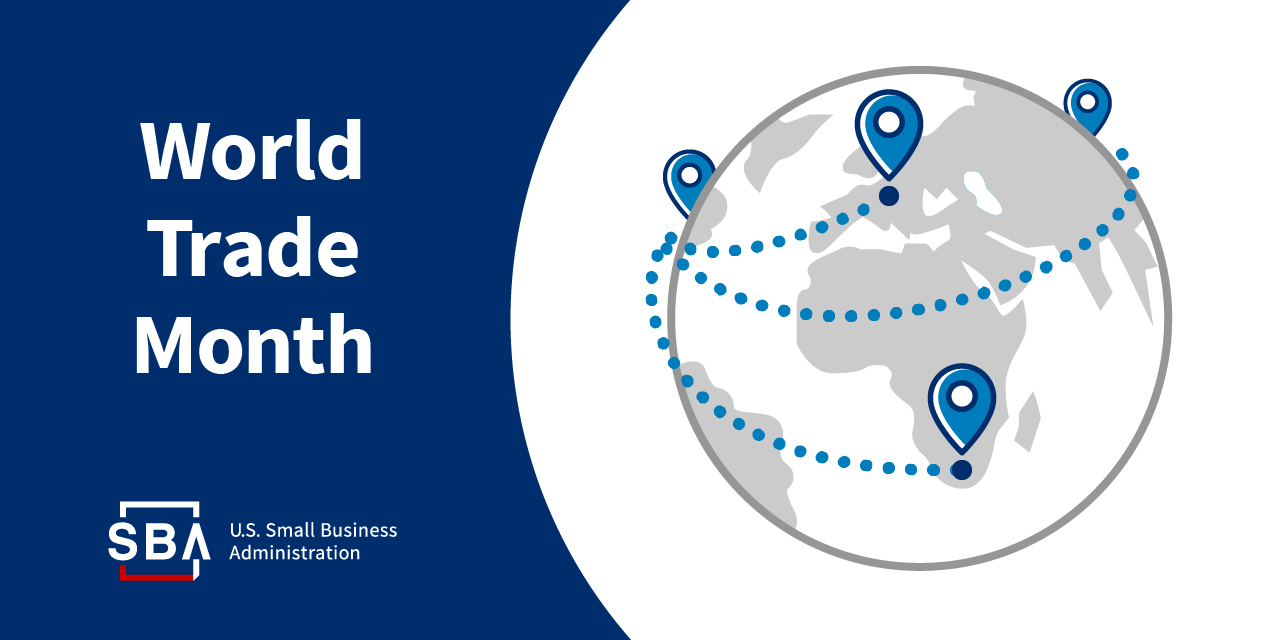 World
Trade
Month
SBA
U.S. Small Business
Administration